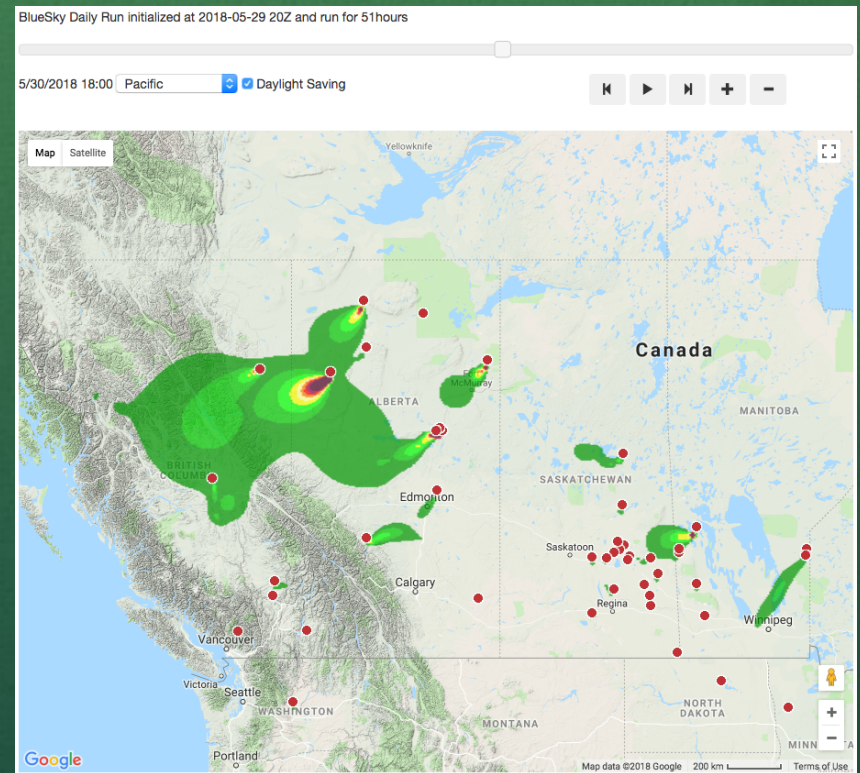 BlueSky Daily Run initialized at 2018-05-29 20Z and run for 51hours
5/30/2018 18:00 Pacific Daylight Saving
Map Satellite
Yellowknife
Canada
ALBERTA
McMurray
MANITOBA
BRITISH
SASKATCHEWAN
Edmonton
Saskatoon
Calgary
Regina
Winnipeg
Vancouver
Victoria
Seattle
WASHINGTON
NORTH
DAKOTA
MONTANA
Portland
Google
Map data ©2018 Google 200 km Terms of Use